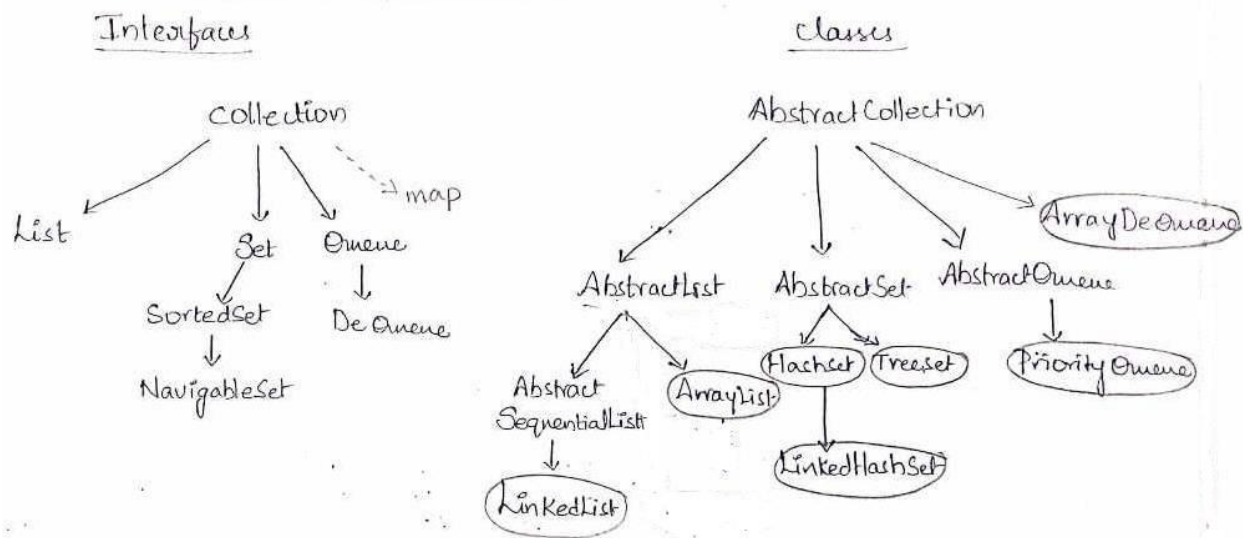 Interfaces
classes
Collection
AbstractCollection
map
List
Set
Queue
ArrayDeQueue
AbstractList
AbstractSet
AbstractQueue
SortedSet
DeQueue
Hashset
Treeset
PriorityQueue
NavigableSet
Abstract
SequentialList
ArrayList
LinkedHashSet
LinkedList